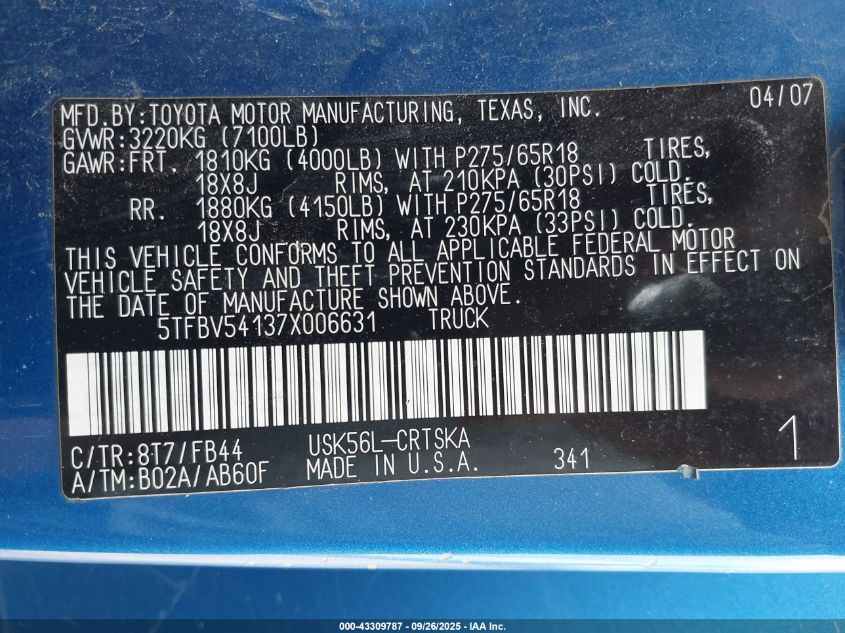 MFD.BY:TOYOTA MOTOR MANUFACTURING, TEXAS, INC. 04/07
GVWR:3220KG (7100LB)
GAWR:FRT. 1810KG (4000LB) WITH P275/65R18 TIRES,
18X8J RIMS, AT 210KPA (30PSI) COLD.
RR. 1880KG (4150LB) WITH P275/65R18 TIRES,
18X8J RIMS, AT 230KPA (33PSI) COLD.
THIS VEHICLE CONFORMS TO ALL APPLICABLE FEDERAL MOTOR
VEHICLE SAFETY AND THEFT PREVENTION STANDARDS IN EFFECT ON
THE DATE OF MANUFACTURE SHOWN ABOVE.
5TFBV54137X006631 TRUCK
C/TR:8T7/FB44 USK56L-CRTSKA
A/TM:B02A/AB60F MADE IN U.S.A. 341 1
000-43309787 - 09/26/2025 - IAA Inc.